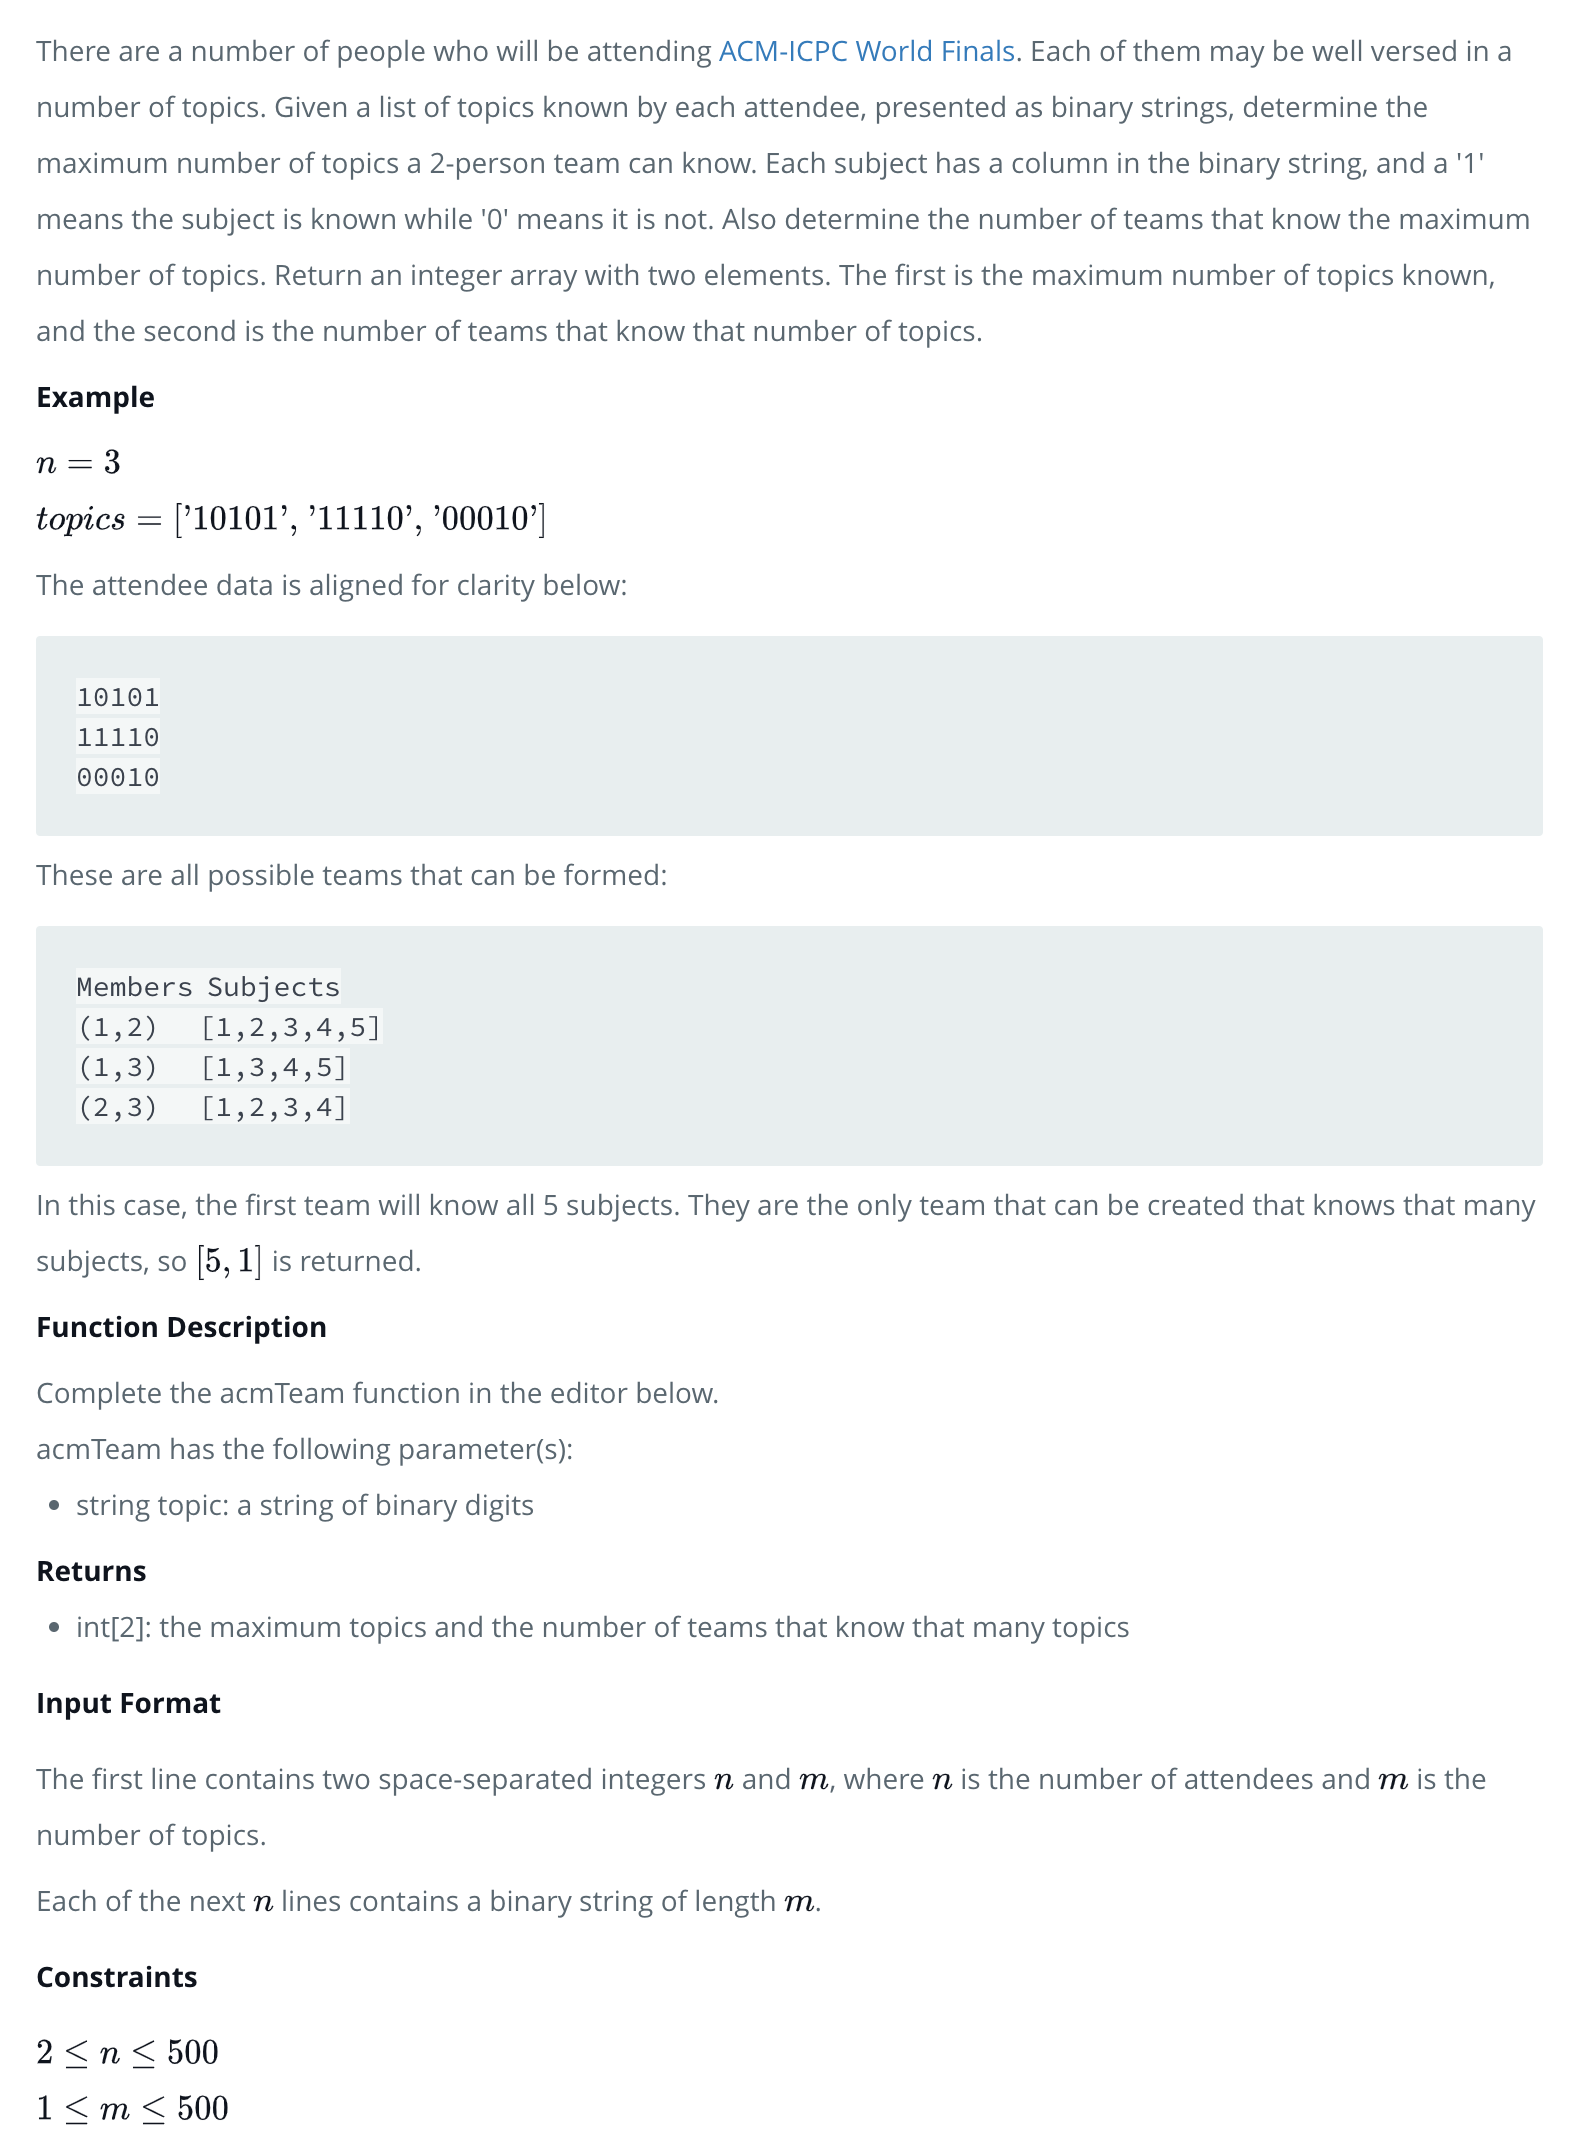 There are a number of people who will be attending ACM-ICPC World Finals. Each of them may be well versed in a
number of topics. Given a list of topics known by each attendee, presented as binary strings, determine the
maximum number of topics a 2-person team can know. Each subject has a column in the binary string, and a '1'
means the subject is known while '0' means it is not. Also determine the number of teams that know the maximum
number of topics. Return an integer array with two elements. The first is the maximum number of topics known,
and the second is the number of teams that know that number of topics.
Example
n = 3
topics = ['10101', '11110', '00010']
The attendee data is aligned for clarity below:
10101
11110
00010
These are all possible teams that can be formed:
Members Subjects
(1,2) [1,2,3,4,5]
(1,3) [1,3,4,5]
(2,3) [1,2,3,4]
In this case, the first team will know all 5 subjects. They are the only team that can be created that knows that many
subjects, so [5, 1] is returned.
Function Description
Complete the acmTeam function in the editor below.
acmTeam has the following parameter(s):
• string topic: a string of binary digits
Returns
• int[2]: the maximum topics and the number of teams that know that many topics
Input Format
The first line contains two space-separated integers n and m, where n is the number of attendees and m is the
number of topics.
Each of the next n lines contains a binary string of length m.
Constraints
2 ≤ n ≤ 500
1 ≤ m ≤ 500